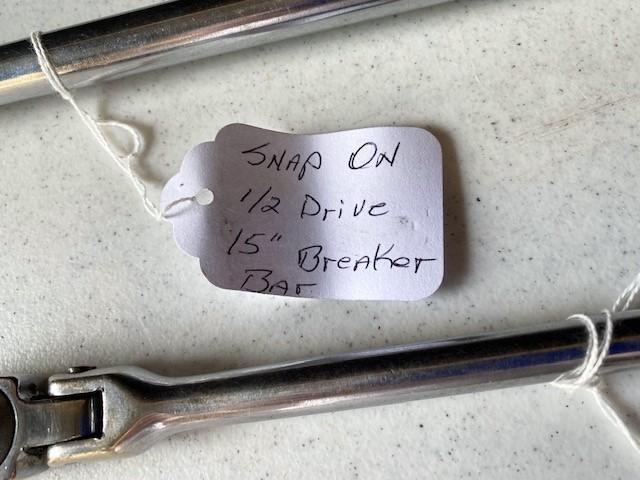 SNAP ON
1/2 Drive
15" Breaker
Bar